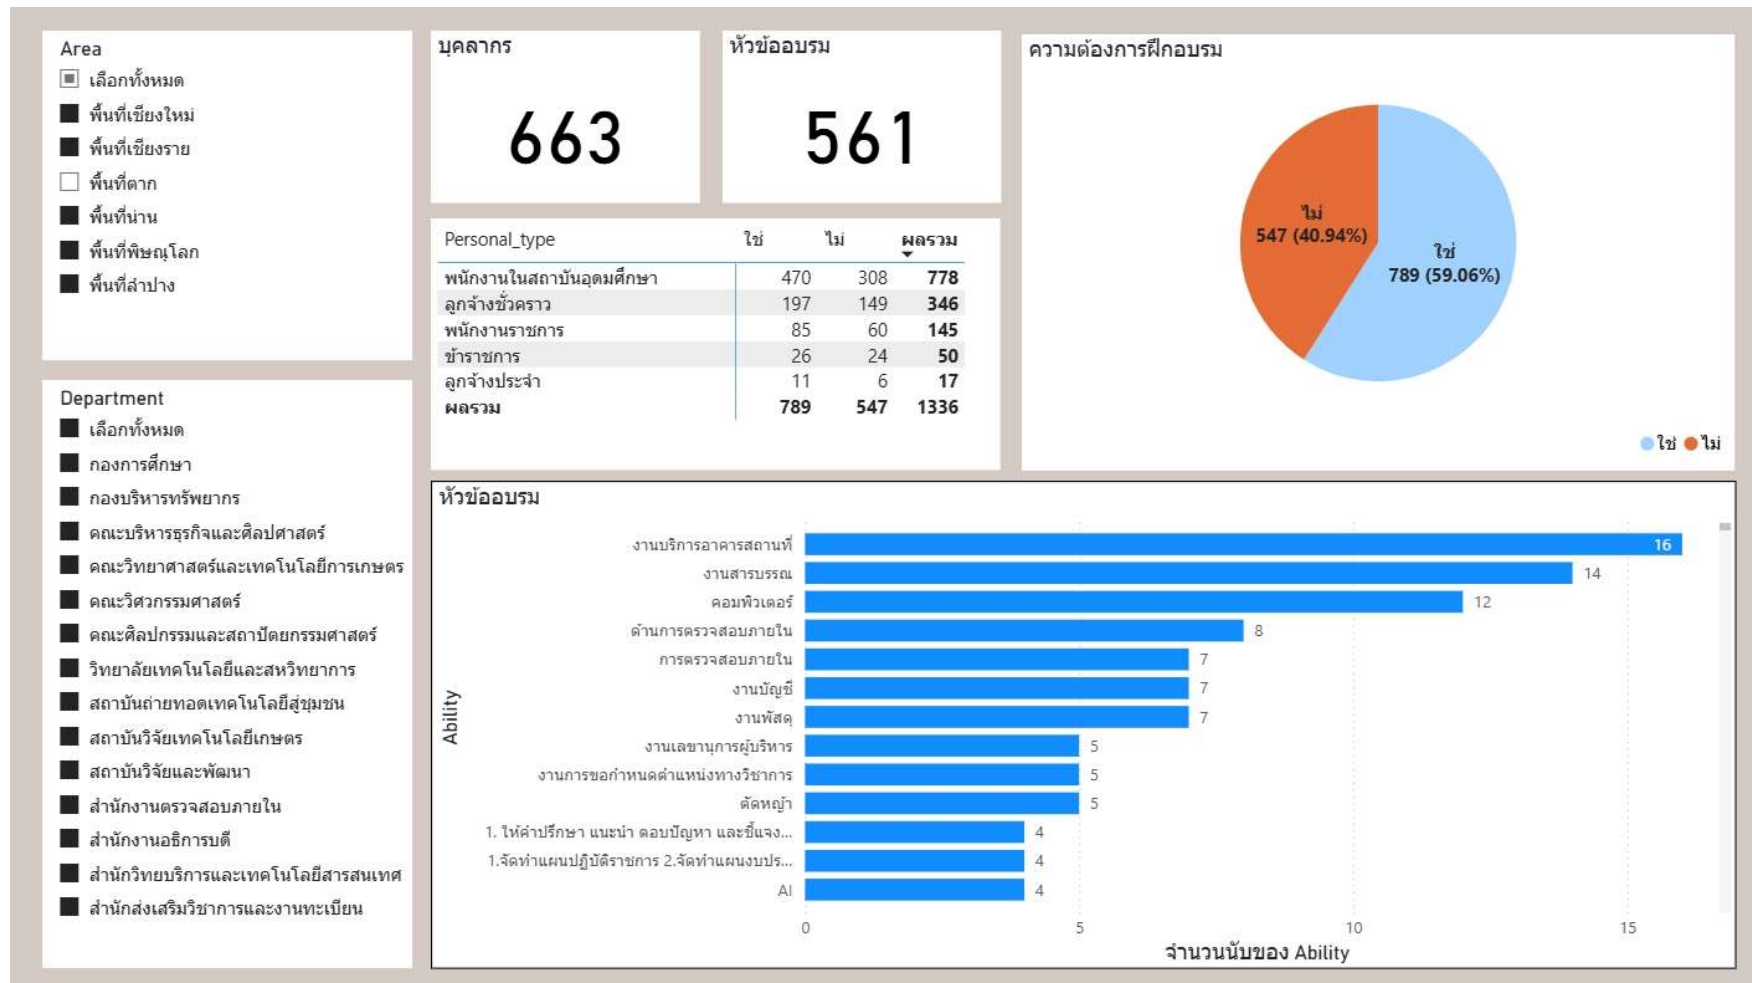 Area
เลือกทั้งหมด
พื้นที่เชียงใหม่
พื้นที่เชียงราย
พื้นที่ตาก
พื้นที่น่าน
พื้นที่พิษณุโลก
พื้นที่ลำปาง
Department
เลือกทั้งหมด
กองการศึกษา
กองบริหารทรัพยากร
คณะบริหารธุรกิจและศิลปศาสตร์
คณะวิทยาศาสตร์และเทคโนโลยีการเกษตร
คณะวิศวกรรมศาสตร์
คณะศิลปกรรมและสถาปัตยกรรมศาสตร์
วิทยาลัยเทคโนโลยีและสหวิทยาการ
สถาบันถ่ายทอดเทคโนโลยีสู่ชุมชน
สถาบันวิจัยเทคโนโลยีเกษตร
สถาบันวิจัยและพัฒนา
สำนักงานตรวจสอบภายใน
สำนักงานอธิการบดี
สำนักวิทยบริการและเทคโนโลยีสารสนเทศ
สำนักส่งเสริมวิชาการและงานทะเบียน
บุคลากร
663
หัวข้ออบรม
561
Personal_type ใช่ ไม่ ผลรวม
พนักงานในสถาบันอุดมศึกษา 470 308 778
ลูกจ้างชั่วคราว 197 149 346
พนักงานราชการ 85 60 145
ข้าราชการ 26 24 50
ลูกจ้างประจำ 11 6 17
ผลรวม 789 547 1336
ความต้องการฝึกอบรม
ไม่
547 (40.94%)
ใช่
789 (59.06%)
ใช่ ไม่
หัวข้ออบรม
Ability
งานบริการอาคารสถานที่ 16
งานสารบรรณ 14
คอมพิวเตอร์ 12
ด้านการตรวจสอบภายใน 8
การตรวจสอบภายใน 7
งานบัญชี 7
งานพัสดุ 7
งานเลขานุการผู้บริหาร 5
งานการขอกำหนดตำแหน่งทางวิชาการ 5
ตัดหญ้า 5
1. ให้คำปรึกษา แนะนำ ตอบปัญหา และชี้แจง... 4
1.จัดทำแผนปฏิบัติราชการ 2.จัดทำแผนงบปร... 4
AI 4
0 5 10 15
จำนวนนับของ Ability